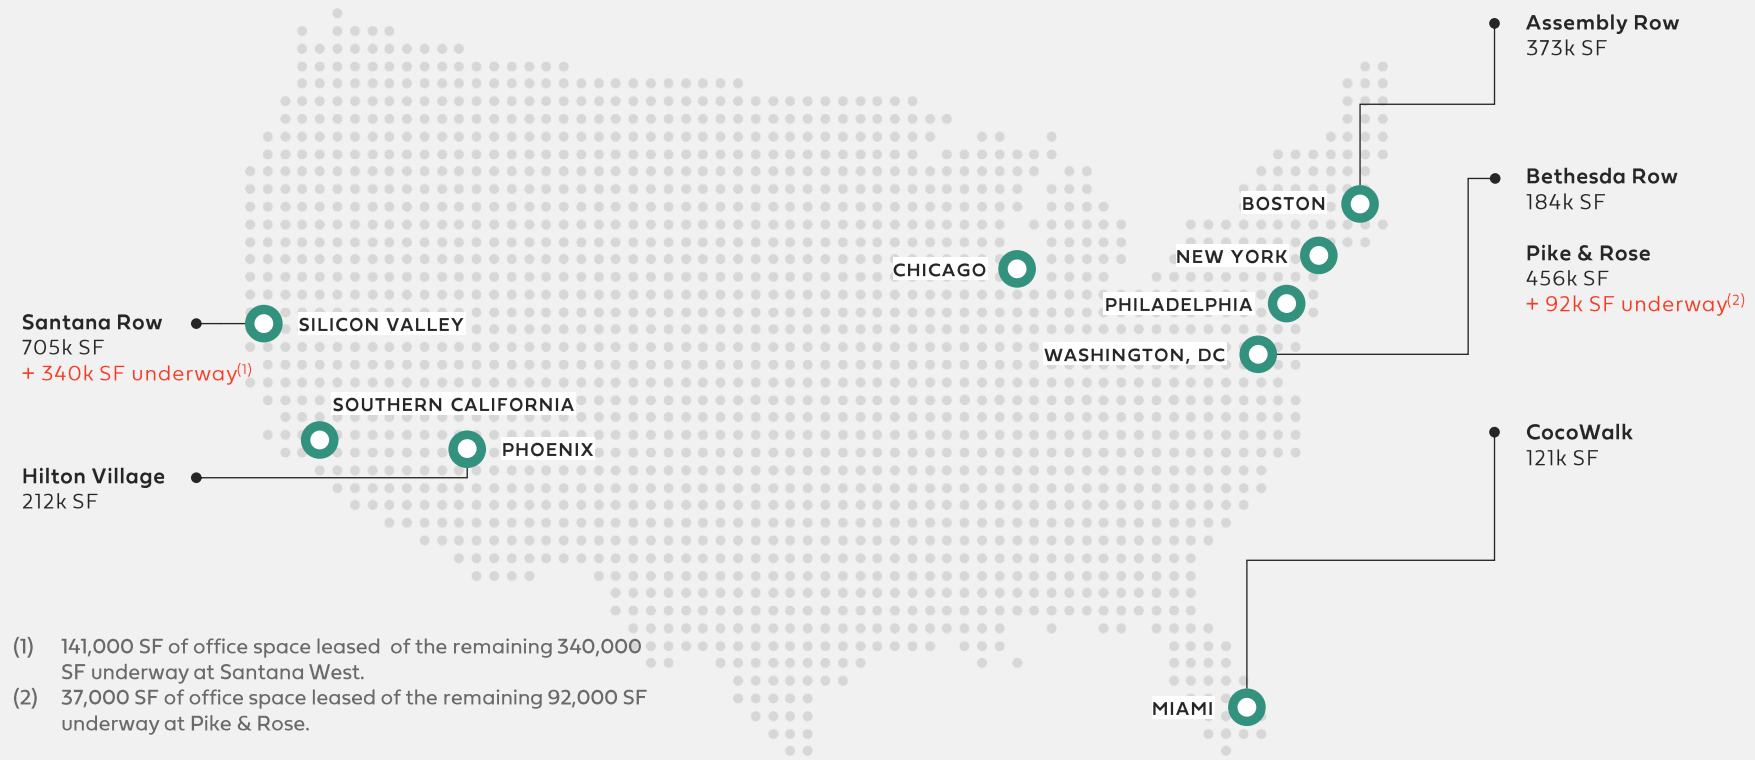 Assembly Row
373k SF
Bethesda Row
184k SF
BOSTON
Pike & Rose
456k SF
+ 92k SF underway(2)
NEW YORK
CHICAGO
PHILADELPHIA
Santana Row
705k SF
+ 340k SF underway(1)
SILICON VALLEY
WASHINGTON, DC
SOUTHERN CALIFORNIA
PHOENIX
CocoWalk
121k SF
Hilton Village
212k SF
(1) 141,000 SF of office space leased of the remaining 340,000
SF underway at Santana West.
(2) 37,000 SF of office space leased of the remaining 92,000 SF
underway at Pike & Rose.
MIAMI